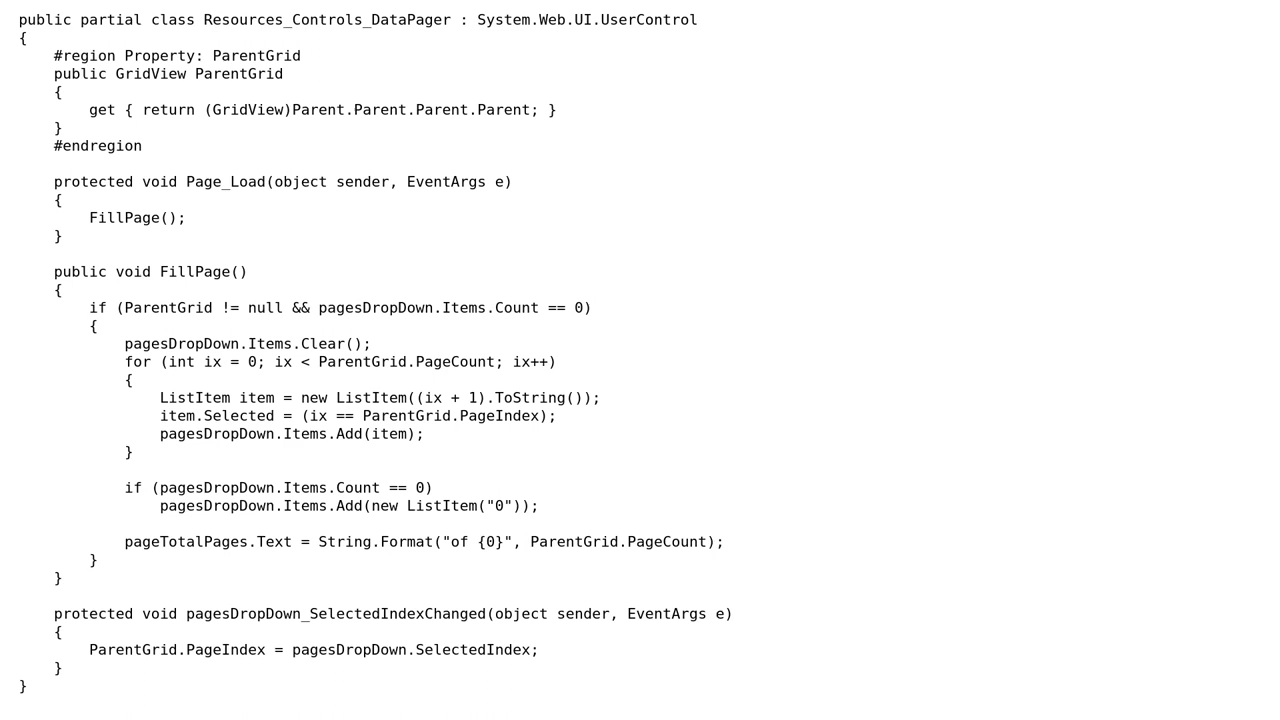 public partial class Resources_Controls_DataPager : System.Web.UI.UserControl
{
    #region Property: ParentGrid
    public GridView ParentGrid
    {
        get { return (GridView)Parent.Parent.Parent.Parent; }
    }
    #endregion

    protected void Page_Load(object sender, EventArgs e)
    {
        FillPage();
    }

    public void FillPage()
    {
        if (ParentGrid != null && pagesDropDown.Items.Count == 0)
        {
            pagesDropDown.Items.Clear();
            for (int ix = 0; ix < ParentGrid.PageCount; ix++)
            {
                ListItem item = new ListItem((ix + 1).ToString());
                item.Selected = (ix == ParentGrid.PageIndex);
                pagesDropDown.Items.Add(item);
            }

            if (pagesDropDown.Items.Count == 0)
                pagesDropDown.Items.Add(new ListItem("0"));

            pageTotalPages.Text = String.Format("of {0}", ParentGrid.PageCount);
        }
    }

    protected void pagesDropDown_SelectedIndexChanged(object sender, EventArgs e)
    {
        ParentGrid.PageIndex = pagesDropDown.SelectedIndex;
    }
}